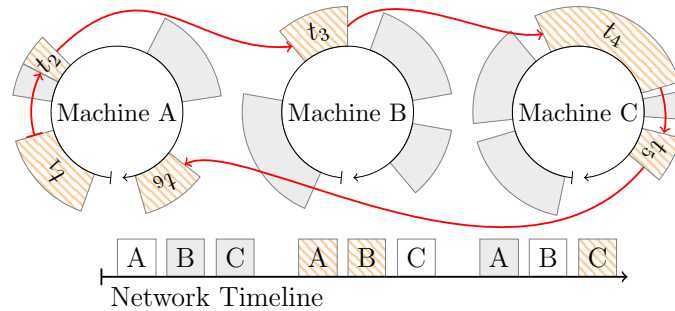 t2
t3
t4
Machine A
Machine B
Machine C
t1
t6
t5
A B C A B C A B C
Network Timeline